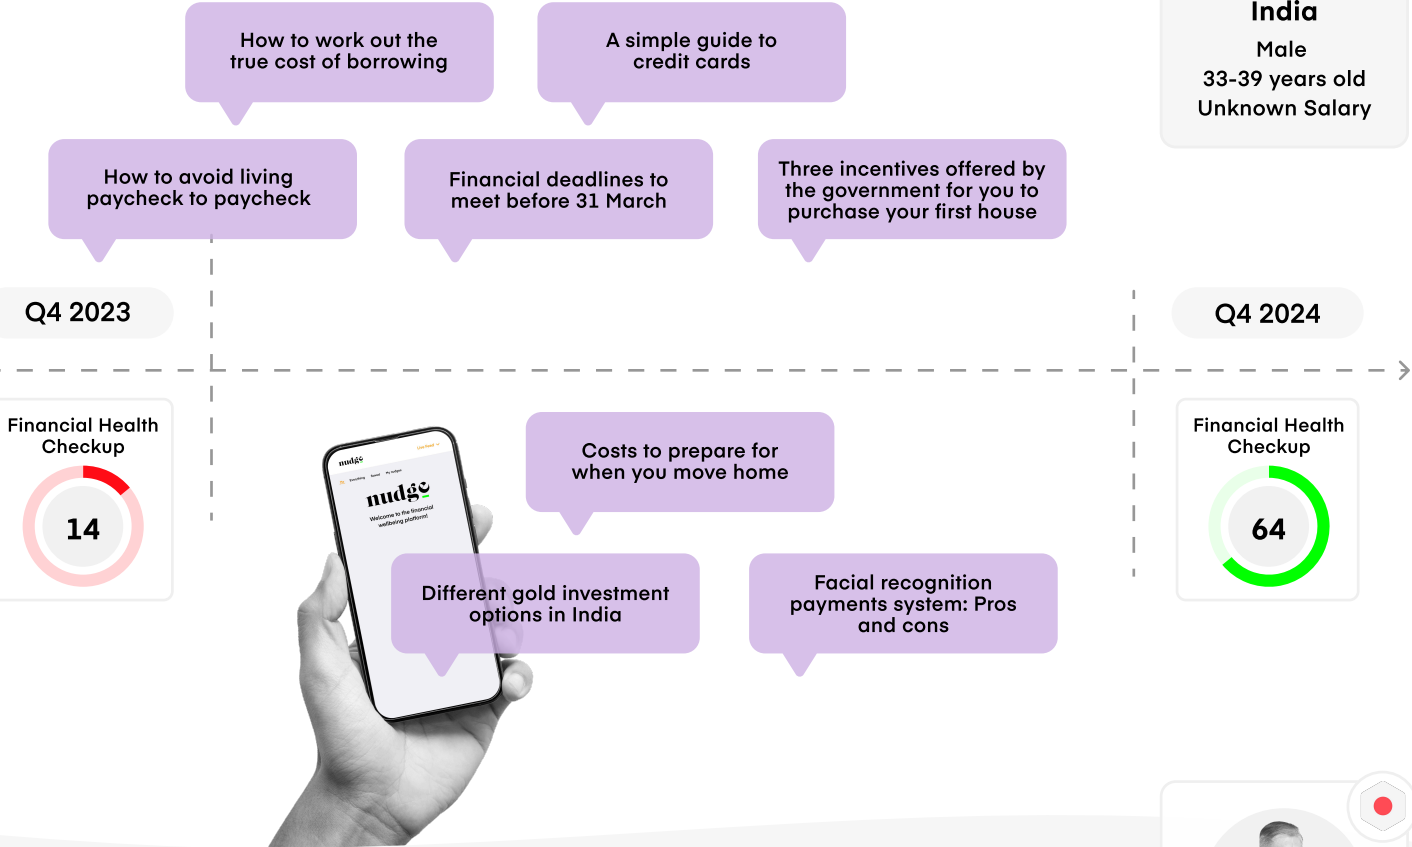 How to work out the
true cost of borrowing
A simple guide to
credit cards
India
Male
33-39 years old
Unknown Salary
How to avoid living
paycheck to paycheck
Financial deadlines to
meet before 31 March
Three incentives offered by
the government for you to
purchase your first house
Q4 2023
Q4 2024
Financial Health
Checkup
14
nudge
nudge
Welcome to the financial
wellbeing platform!
Costs to prepare for
when you move home
Different gold investment
options in India
Facial recognition
payments system: Pros
and cons
Financial Health
Checkup
64